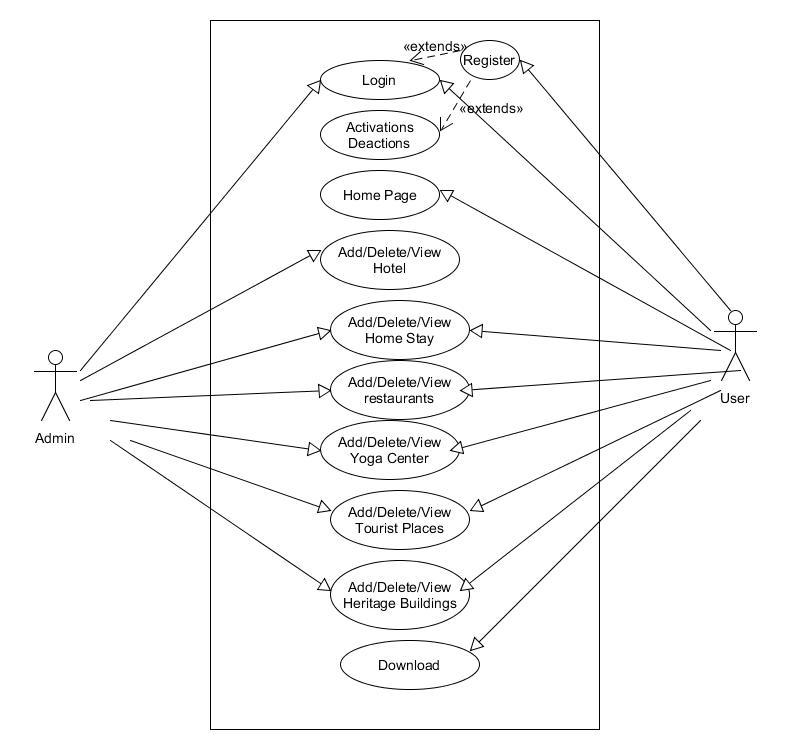 «extends»
Register
Login
«extends»
Activations
Deactions
Home Page
Add/Delete/View
Hotel
Add/Delete/View
Home Stay
Add/Delete/View
restaurants
Admin
User
Add/Delete/View
Yoga Center
Add/Delete/View
Tourist Places
Add/Delete/View
Heritage Buildings
Download